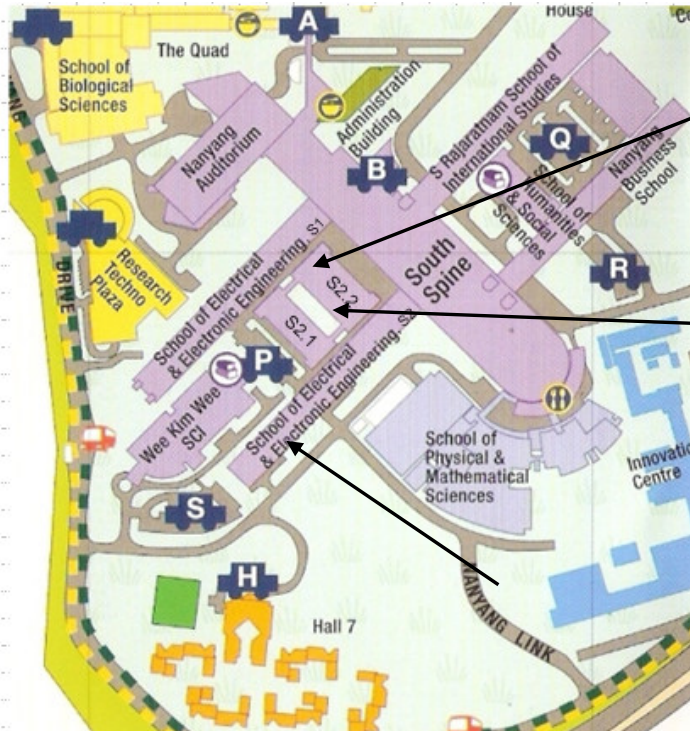 House
A
The Quad
School of
Biological
Sciences
Administration
Building
Nanyang
Auditorium
B
S Rajaratnam School of
International Studies
Q
School of
Humanities
& Social
Sciences
Nanyang
Business
School
R
South
Spine
DRIVE
Research
Techno
Plaza
School of Electrical
& Electronic Engineering, S1
S2.2
S2.1
P
School of Electrical
& Electronic Engineering,
Wee Kim Wee
SCI
S
School of
Physical &
Mathematical
Sciences
Centre
H
Hall 7
NANYANG LINK